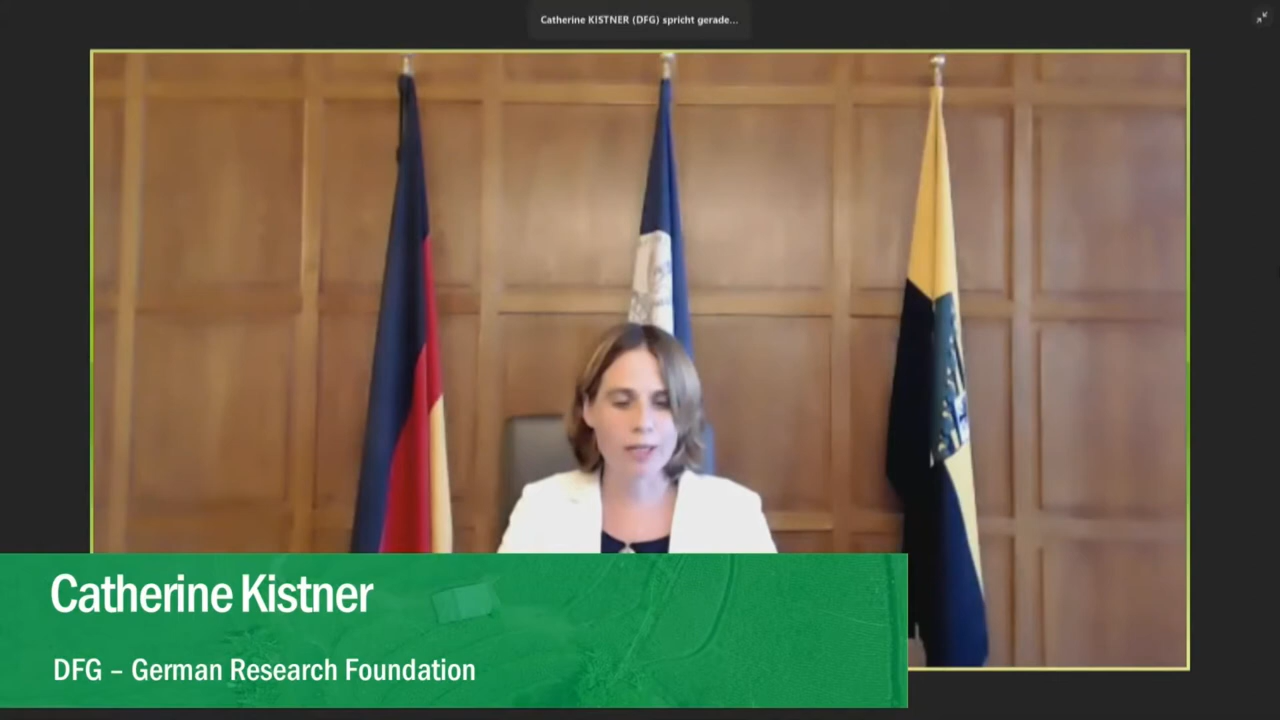 Catherine KISTNER (DFG) spricht gerade...
Catherine Kistner
DFG – German Research Foundation